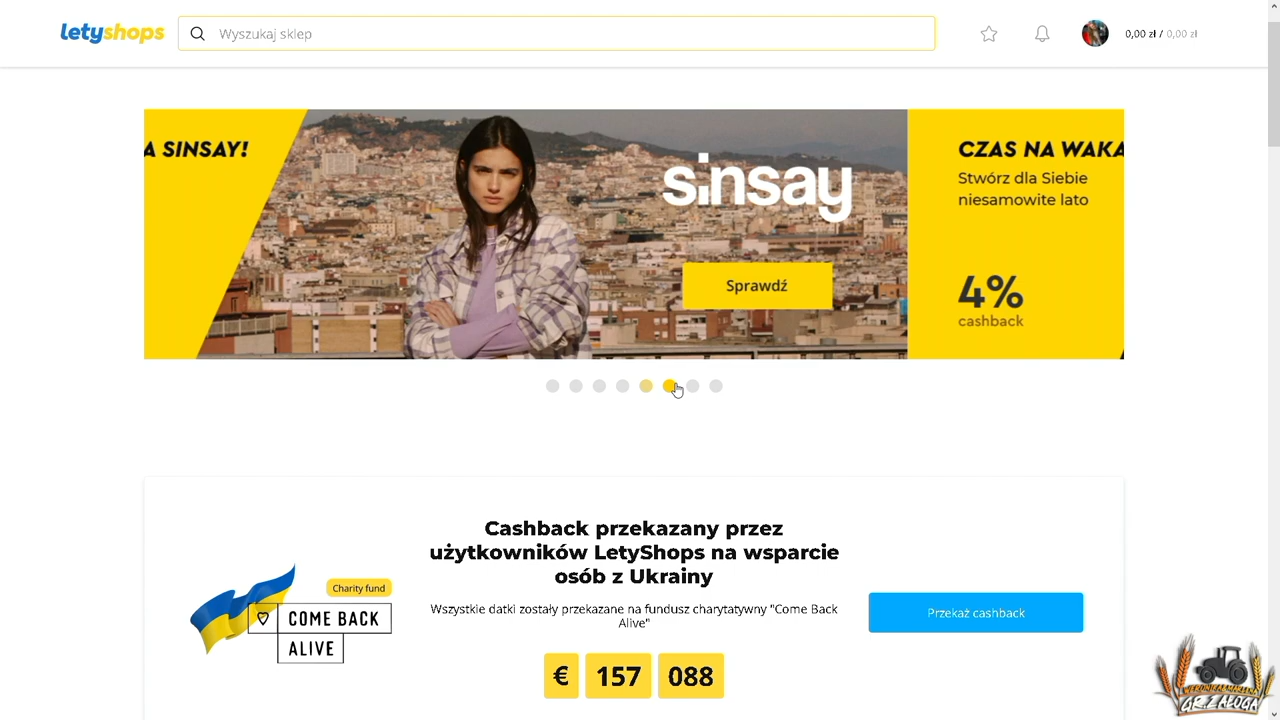 letyshops
Wyszukaj sklep
0,00 zł / 0,00 zł
A SINSAY!
sinsay
Sprawdź
CZAS NA WAKA
Stwórz dla Siebie
niesamowite lato
4%
cashback
Cashback przekazany przez
użytkowników LetyShops na wsparcie
osób z Ukrainy
Charity fund
COME BACK
ALIVE
Wszystkie datki zostały przekazane na fundusz charytatywny "Come Back
Alive"
€ 157 088
Przekaż cashback
GR.ZAŁOGA